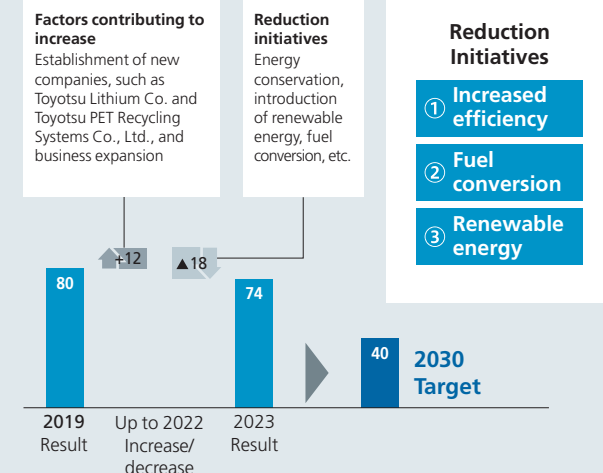 Factors contributing to
increase
Establishment of new
companies, such as
Toyotsu Lithium Co. and
Toyotsu PET Recycling
Systems Co., Ltd., and
business expansion
Reduction
initiatives
Energy
conservation,
introduction
of renewable
energy, fuel
conversion, etc.
Reduction
Initiatives
① Increased
efficiency
② Fuel
conversion
③ Renewable
energy
+12
▲18
80
74
40
2030
Target
2019
Result
Up to 2022
Increase/
decrease
2023
Result